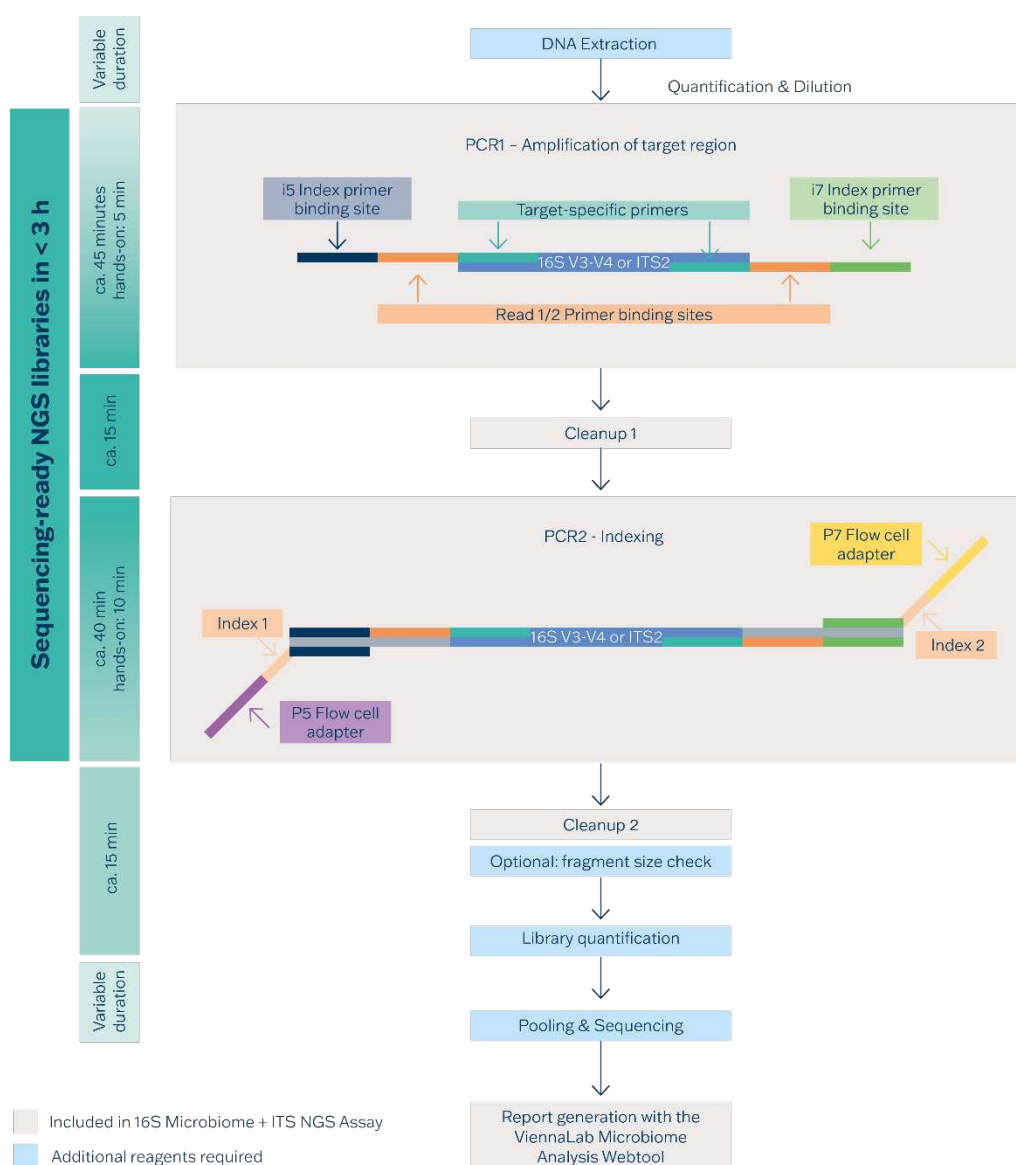 Variable
duration
DNA Extraction
Quantification & Dilution
Sequencing-ready NGS libraries in < 3 h
ca. 45 minutes
hands-on: 5 min
PCR1 – Amplification of target region
i5 Index primer
binding site
Target-specific primers
i7 Index primer
binding site
16S V3-V4 or ITS2
Read 1/2 Primer binding sites
ca. 15 min
Cleanup 1
ca. 40 min
hands-on: 10 min
PCR2 - Indexing
P7 Flow cell
adapter
Index 1
16S V3-V4 or ITS2
Index 2
P5 Flow cell
adapter
ca. 15 min
Cleanup 2
Optional: fragment size check
Library quantification
Variable
duration
Pooling & Sequencing
Report generation with the
ViennaLab Microbiome
Analysis Webtool
Included in 16S Microbiome + ITS NGS Assay
Additional reagents required